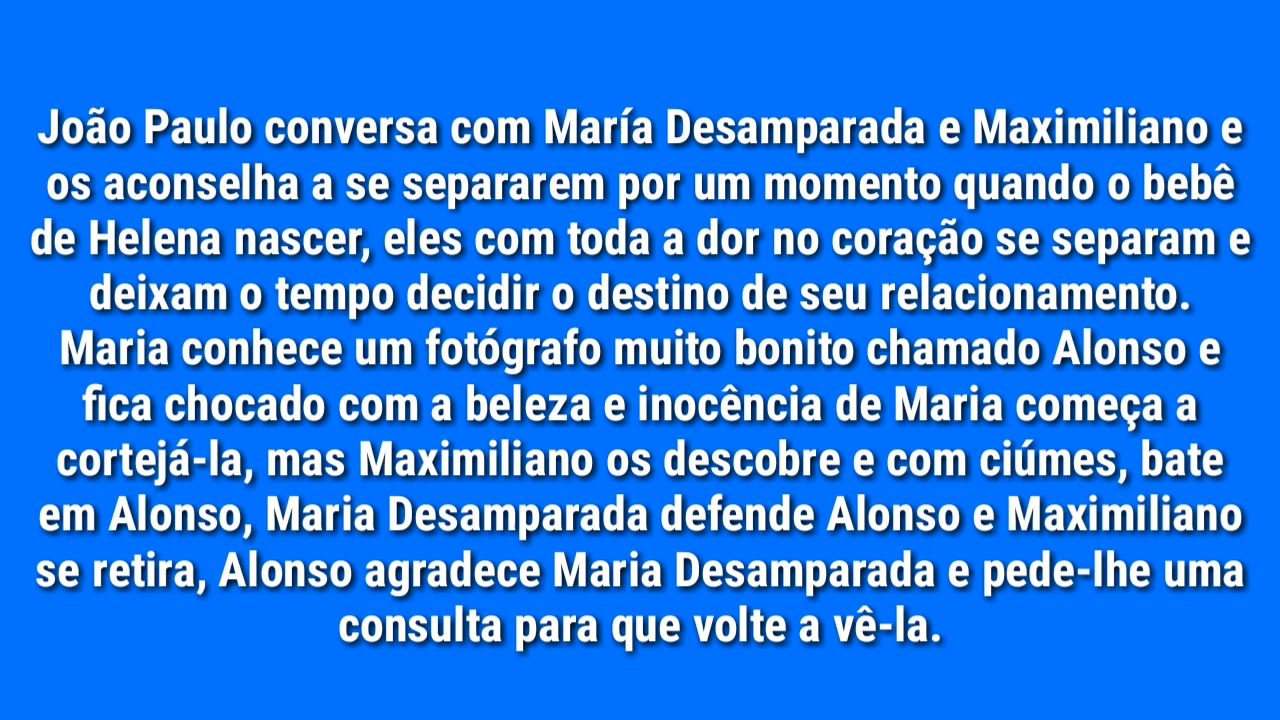 João Paulo conversa com María Desamparada e Maximiliano e
os aconselha a se separarem por um momento quando o bebê
de Helena nascer, eles com toda a dor no coração se separam e
deixam o tempo decidir o destino de seu relacionamento.
Maria conhece um fotógrafo muito bonito chamado Alonso e
fica chocado com a beleza e inocência de Maria começa a
cortejá-la, mas Maximiliano os descobre e com ciúmes, bate
em Alonso, Maria Desamparada defende Alonso e Maximiliano
se retira, Alonso agradece Maria Desamparada e pede-lhe uma
consulta para que volte a vê-la.